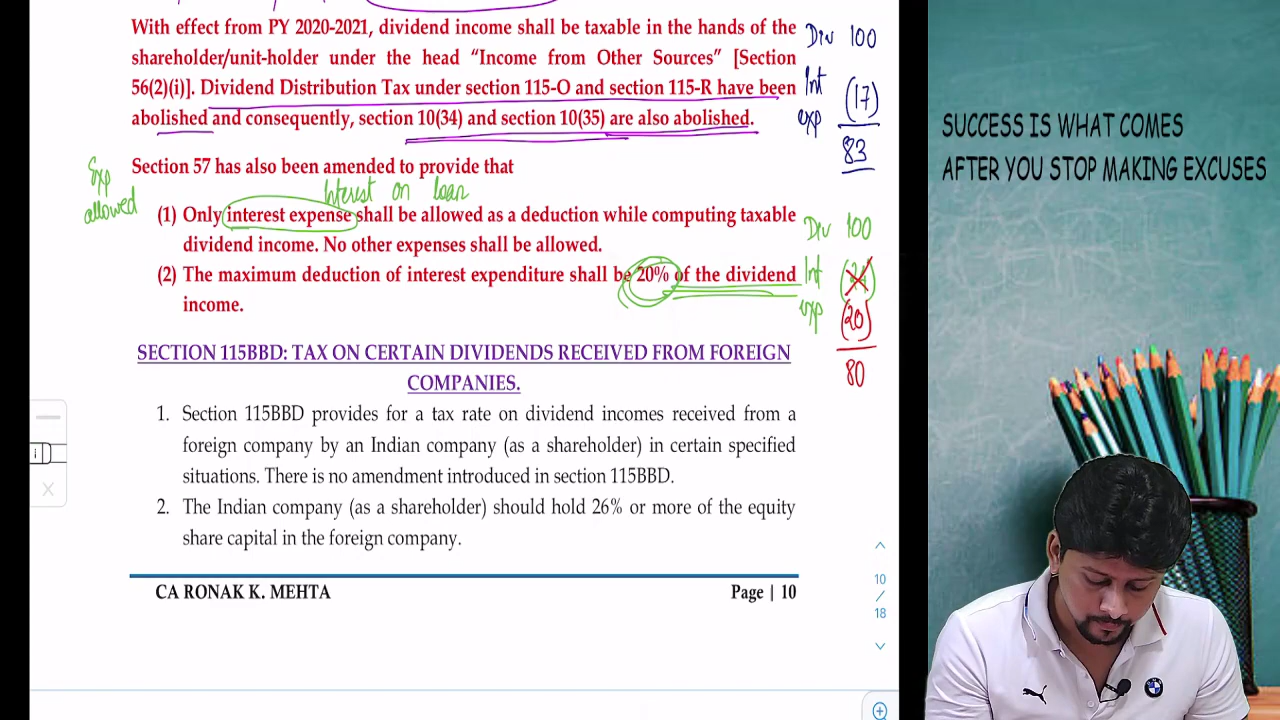 With effect from PY 2020-2021, dividend income shall be taxable in the hands of the
shareholder/unit-holder under the head “Income from Other Sources” [Section
56(2)(i)]. Dividend Distribution Tax under section 115-O and section 115-R have been
abolished and consequently, section 10(34) and section 10(35) are also abolished.
Div 100
Int
exp (17)
83
Section 57 has also been amended to provide that
Exp
allowed
Interest on loan
(1) Only interest expense shall be allowed as a deduction while computing taxable
dividend income. No other expenses shall be allowed.
(2) The maximum deduction of interest expenditure shall be 20% of the dividend
income.
Div 100
Int
exp (20)
80
SECTION 115BBD: TAX ON CERTAIN DIVIDENDS RECEIVED FROM FOREIGN
COMPANIES.
1. Section 115BBD provides for a tax rate on dividend incomes received from a
foreign company by an Indian company (as a shareholder) in certain specified
situations. There is no amendment introduced in section 115BBD.
2. The Indian company (as a shareholder) should hold 26% or more of the equity
share capital in the foreign company.
CA RONAK K. MEHTA Page | 10
10
/
18
SUCCESS IS WHAT COMES
AFTER YOU STOP MAKING EXCUSES